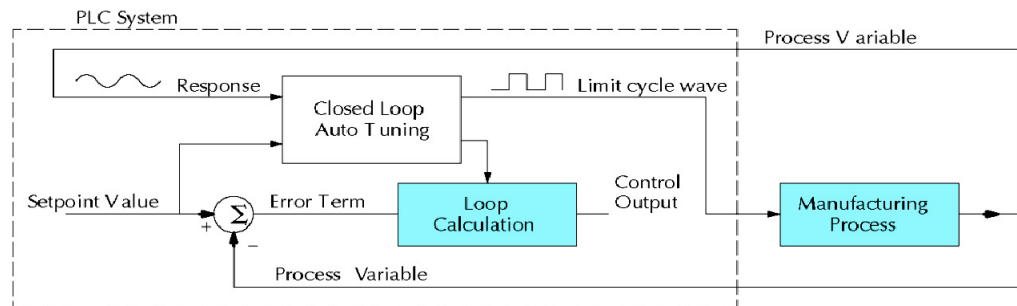 PLC System
Process V ariable
Response
Limit cycle wave
Closed Loop
Auto Tuning
Setpoint Value
Error Term
Loop
Calculation
Control
Output
Manufacturing
Process
+
Σ
–
Process Variable